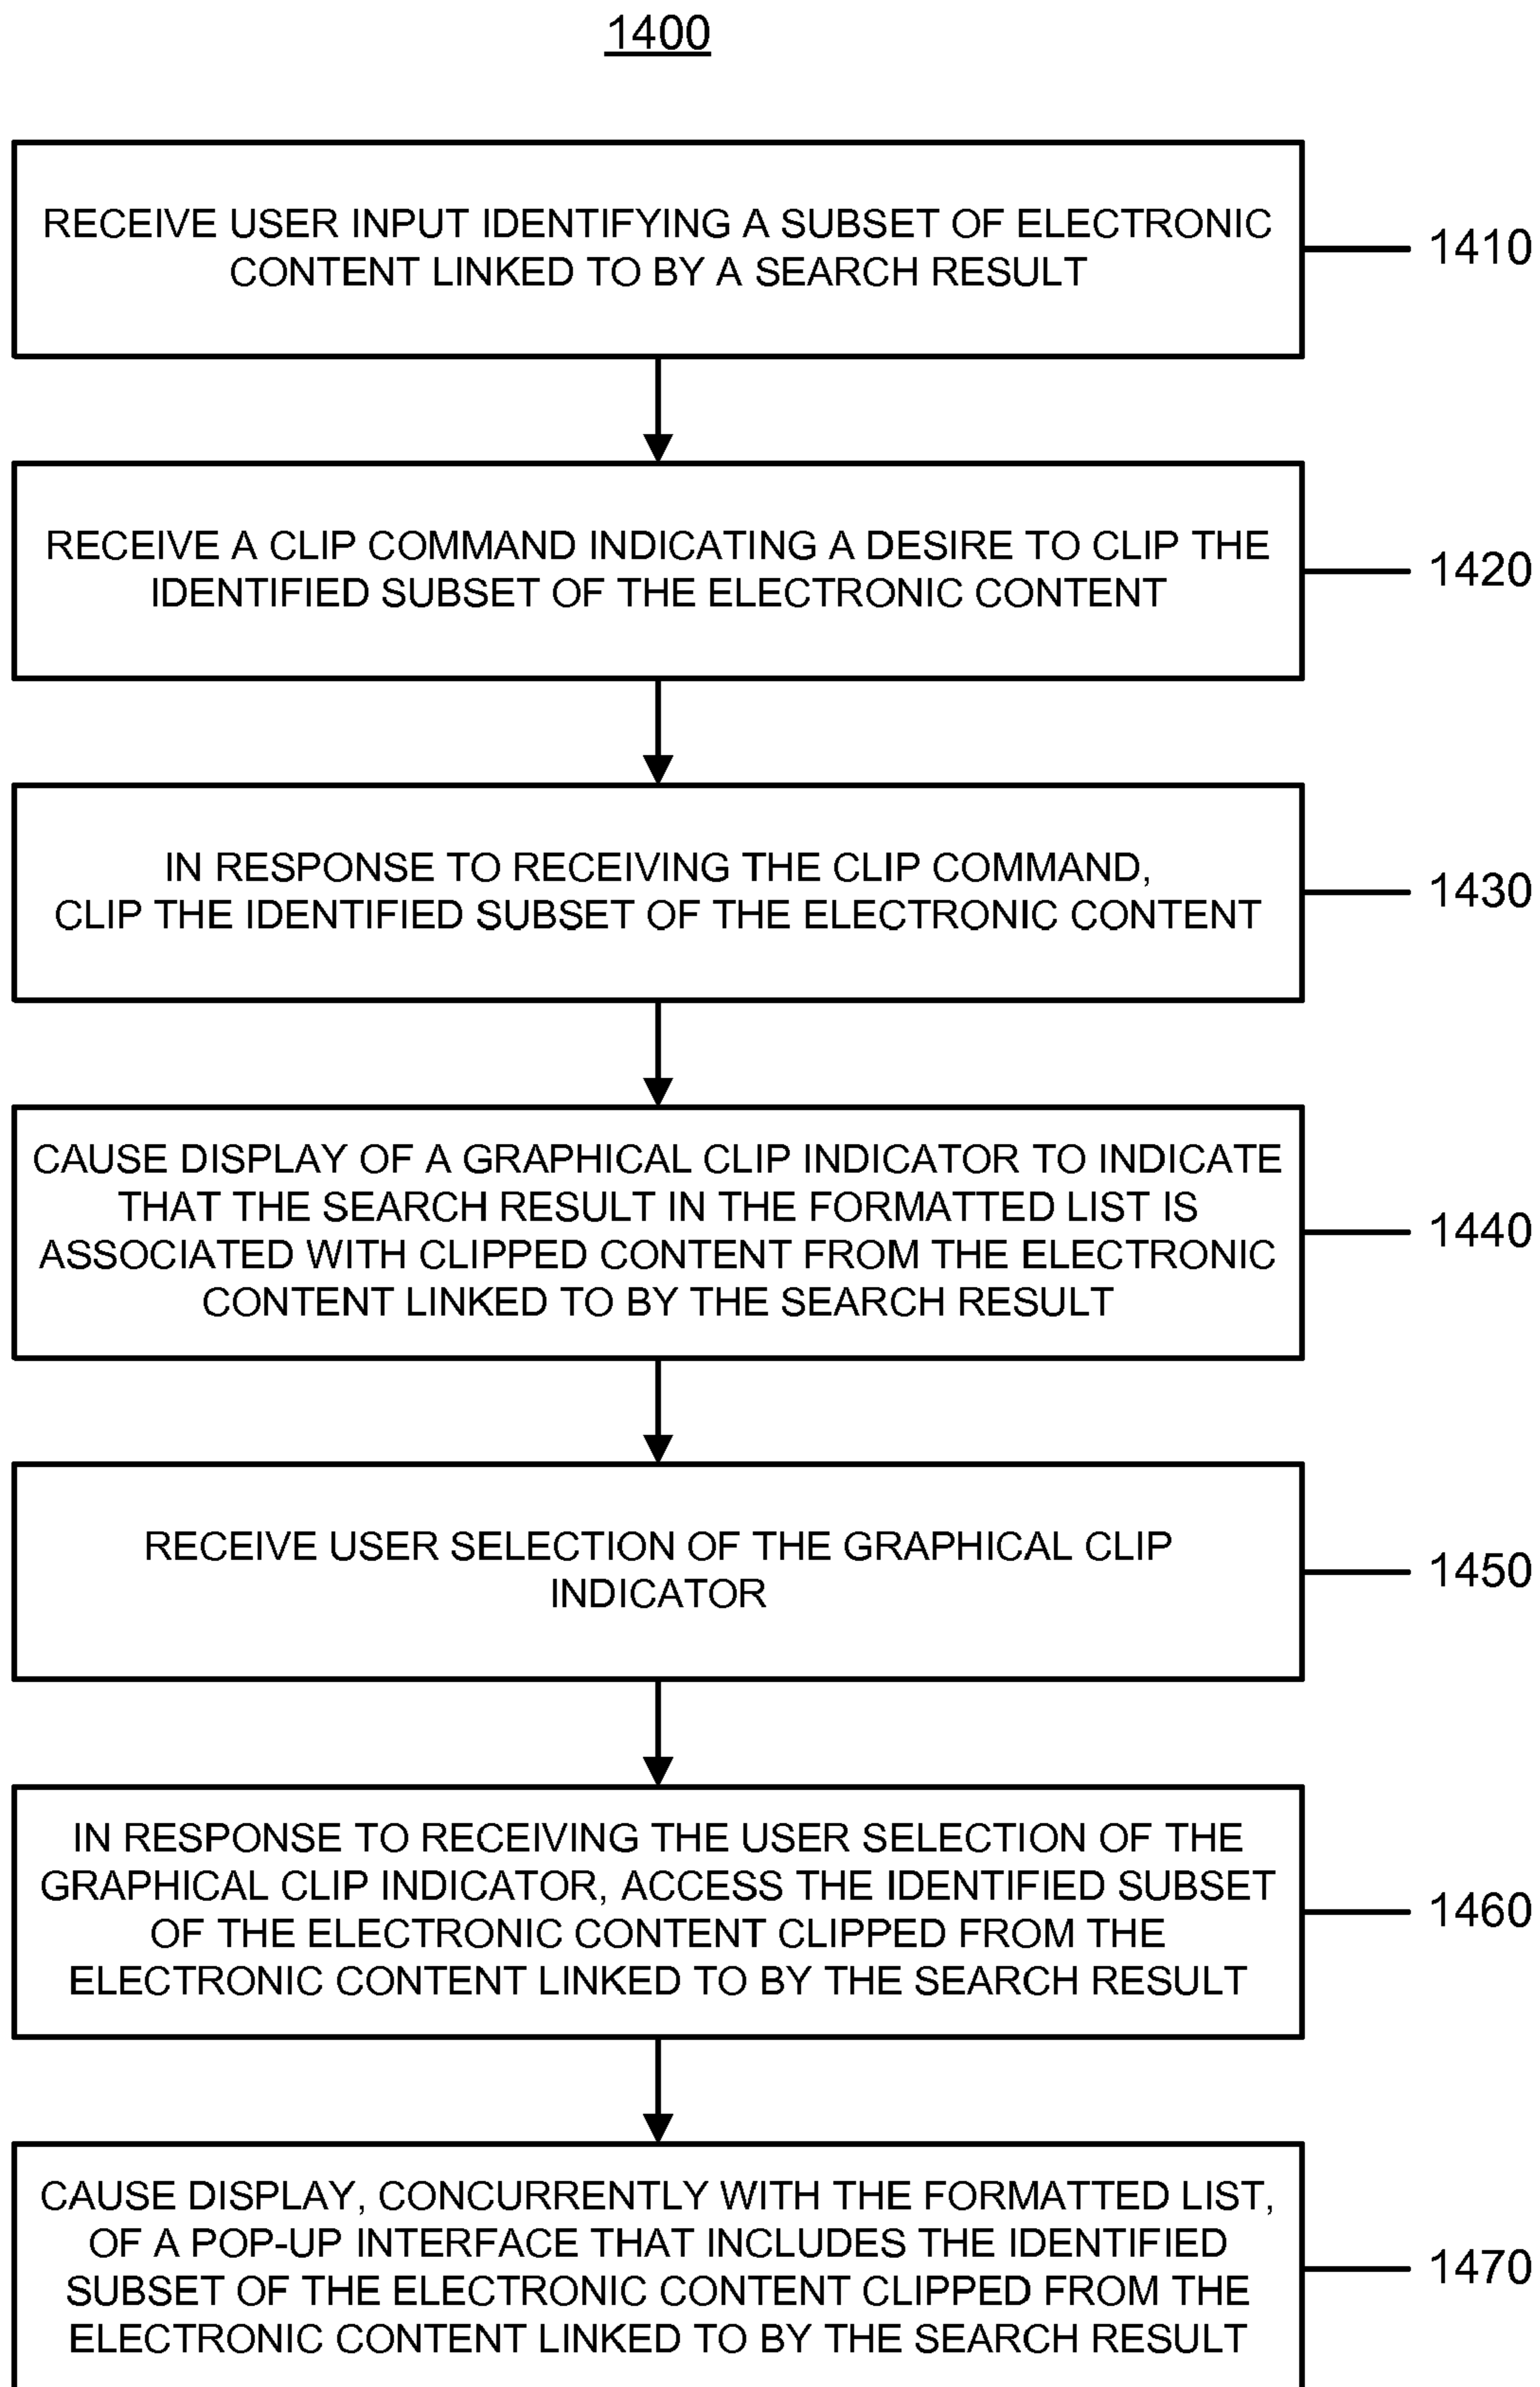 1400
RECEIVE USER INPUT IDENTIFYING A SUBSET OF ELECTRONIC
CONTENT LINKED TO BY A SEARCH RESULT
1410
RECEIVE A CLIP COMMAND INDICATING A DESIRE TO CLIP THE
IDENTIFIED SUBSET OF THE ELECTRONIC CONTENT
1420
IN RESPONSE TO RECEIVING THE CLIP COMMAND,
CLIP THE IDENTIFIED SUBSET OF THE ELECTRONIC CONTENT
1430
CAUSE DISPLAY OF A GRAPHICAL CLIP INDICATOR TO INDICATE
THAT THE SEARCH RESULT IN THE FORMATTED LIST IS
ASSOCIATED WITH CLIPPED CONTENT FROM THE ELECTRONIC
CONTENT LINKED TO BY THE SEARCH RESULT
1440
RECEIVE USER SELECTION OF THE GRAPHICAL CLIP
INDICATOR
1450
IN RESPONSE TO RECEIVING THE USER SELECTION OF THE
GRAPHICAL CLIP INDICATOR, ACCESS THE IDENTIFIED SUBSET
OF THE ELECTRONIC CONTENT CLIPPED FROM THE
ELECTRONIC CONTENT LINKED TO BY THE SEARCH RESULT
1460
CAUSE DISPLAY, CONCURRENTLY WITH THE FORMATTED LIST,
OF A POP-UP INTERFACE THAT INCLUDES THE IDENTIFIED
SUBSET OF THE ELECTRONIC CONTENT CLIPPED FROM THE
ELECTRONIC CONTENT LINKED TO BY THE SEARCH RESULT
1470